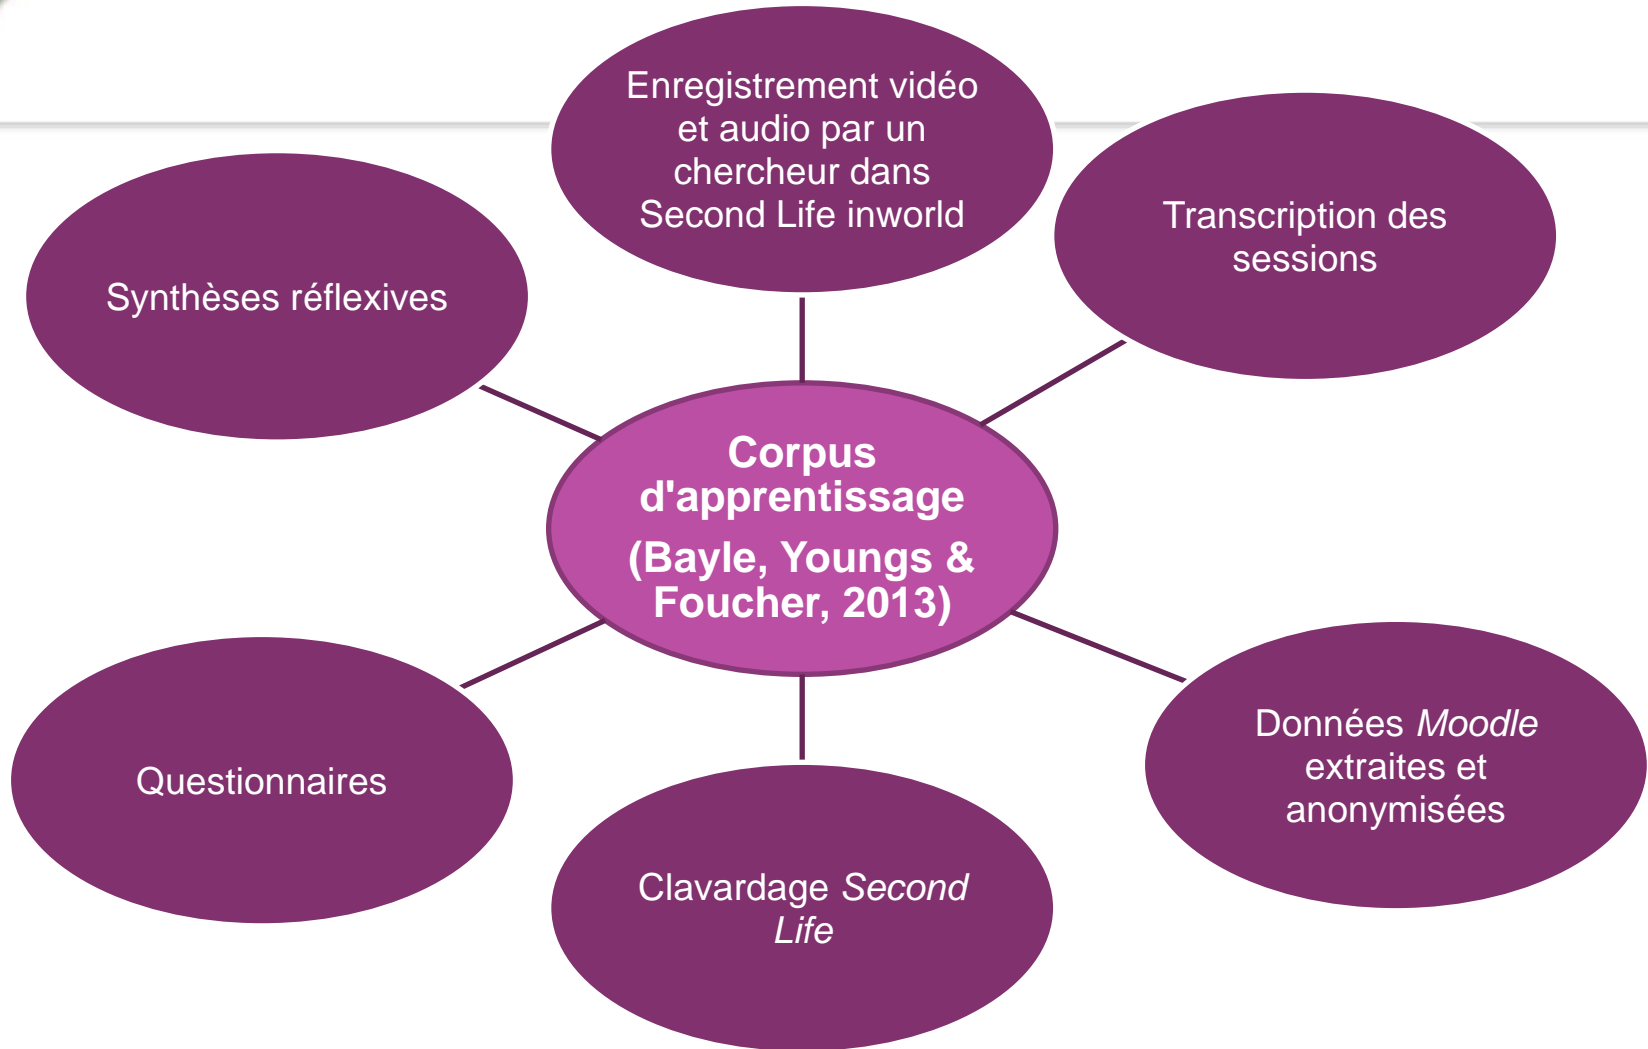 Enregistrement vidéo
et audio par un
chercheur dans
Second Life inworld
Transcription des
sessions
Synthèses réflexives
Corpus
d'apprentissage
(Bayle, Youngs &
Foucher, 2013)
Données Moodle
extraites et
anonymisées
Questionnaires
Clavardage Second
Life